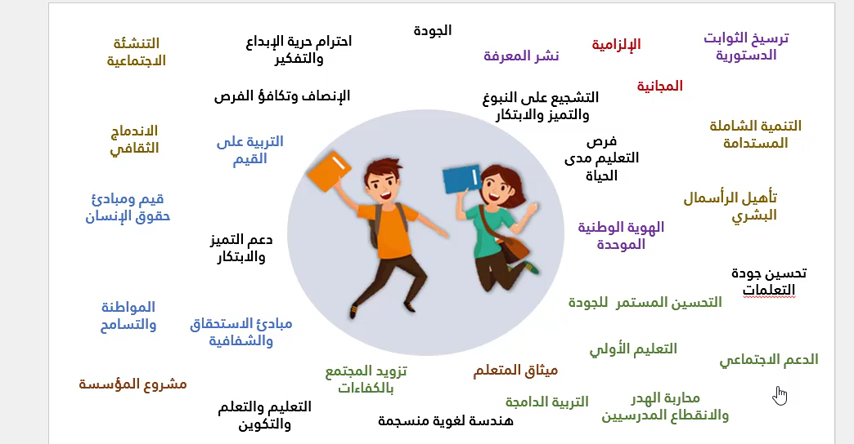 ترسيخ الثوابت
الدستورية
الإلزامية
نشر المعرفة
الجودة
احترام حرية الإبداع
والتفكير
التنشئة
الاجتماعية
المجانية
التشجيع على النبوغ
والتميز والابتكار
الإنصاف وتكافؤ الفرص
التنمية الشاملة
المستدامة
فرص
التعليم مدى
الحياة
التربية على
القيم
الاندماج
الثقافي
تأهيل الرأسمال
البشري
الهوية الوطنية
الموحدة
قيم ومبادئ
حقوق الإنسان
دعم التميز
والابتكار
تحسين جودة
التعلمات
التحسين المستمر للجودة
مبادئ الاستحقاق
والشفافية
المواطنة
والتسامح
التعليم الأولي
الدعم الاجتماعي
ميثاق المتعلم
تزويد المجتمع
بالكفاءات
مشروع المؤسسة
محاربة الهدر
والانقطاع المدرسيين
التربية الدامجة
هندسة لغوية منسجمة
التعليم والتعلم
والتكوين